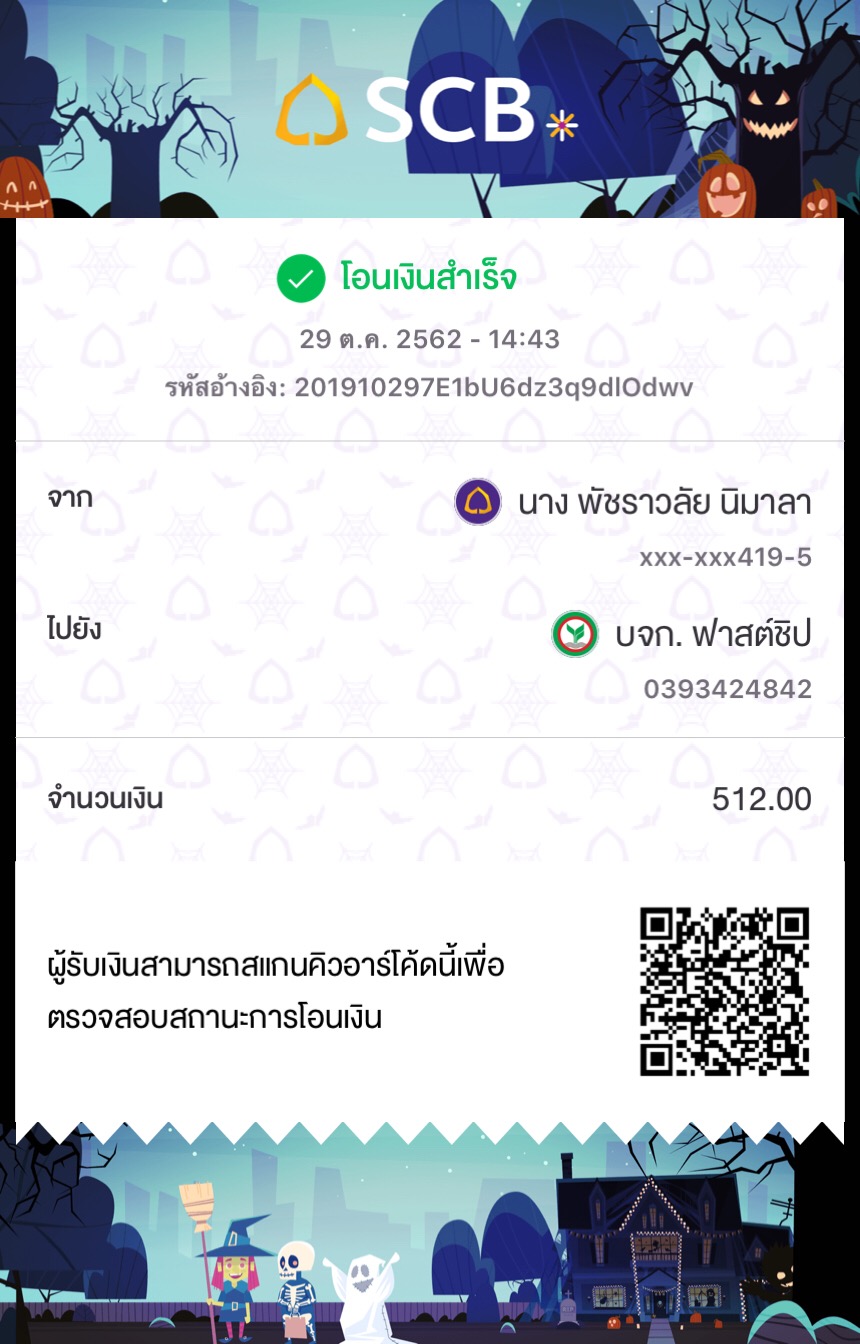 SCB
โอนเงินสำเร็จ
29 ต.ค. 2562 - 14:43
รหัสอ้างอิง: 201910297E1bU6dz3q9dlOdwv
จาก
นาง พัชราวลัย นิมาลา
xxx-xxx419-5
ไปยัง
บจก. ฟาสต์ชิป
0393424842
จำนวนเงิน
512.00
ผู้รับเงินสามารถสแกนคิวอาร์โค้ดนี้เพื่อ
ตรวจสอบสถานะการโอนเงิน